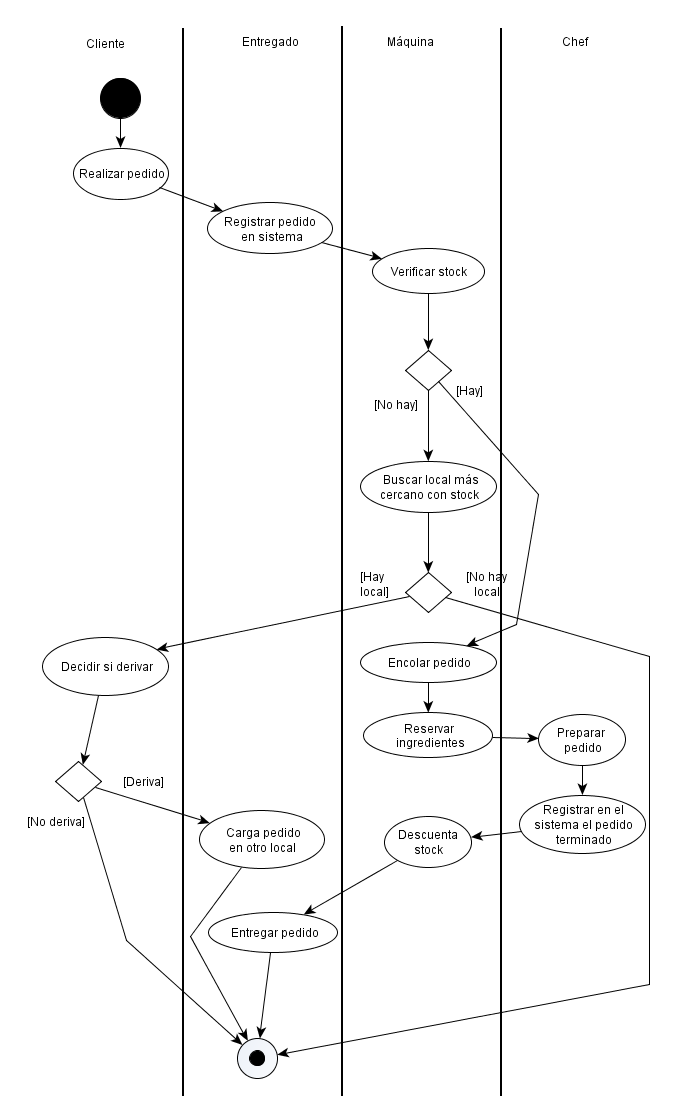 Cliente
Entregado
Máquina
Chef
Realizar pedido
Registrar pedido
en sistema
Verificar stock
[No hay]
[Hay]
Buscar local más
cercano con stock
[Hay
local]
[No hay
local]
Decidir si derivar
Encolar pedido
Reservar
ingredientes
Preparar
pedido
[Deriva]
[No deriva]
Carga pedido
en otro local
Descuenta
stock
Registrar en el
sistema el pedido
terminado
Entregar pedido